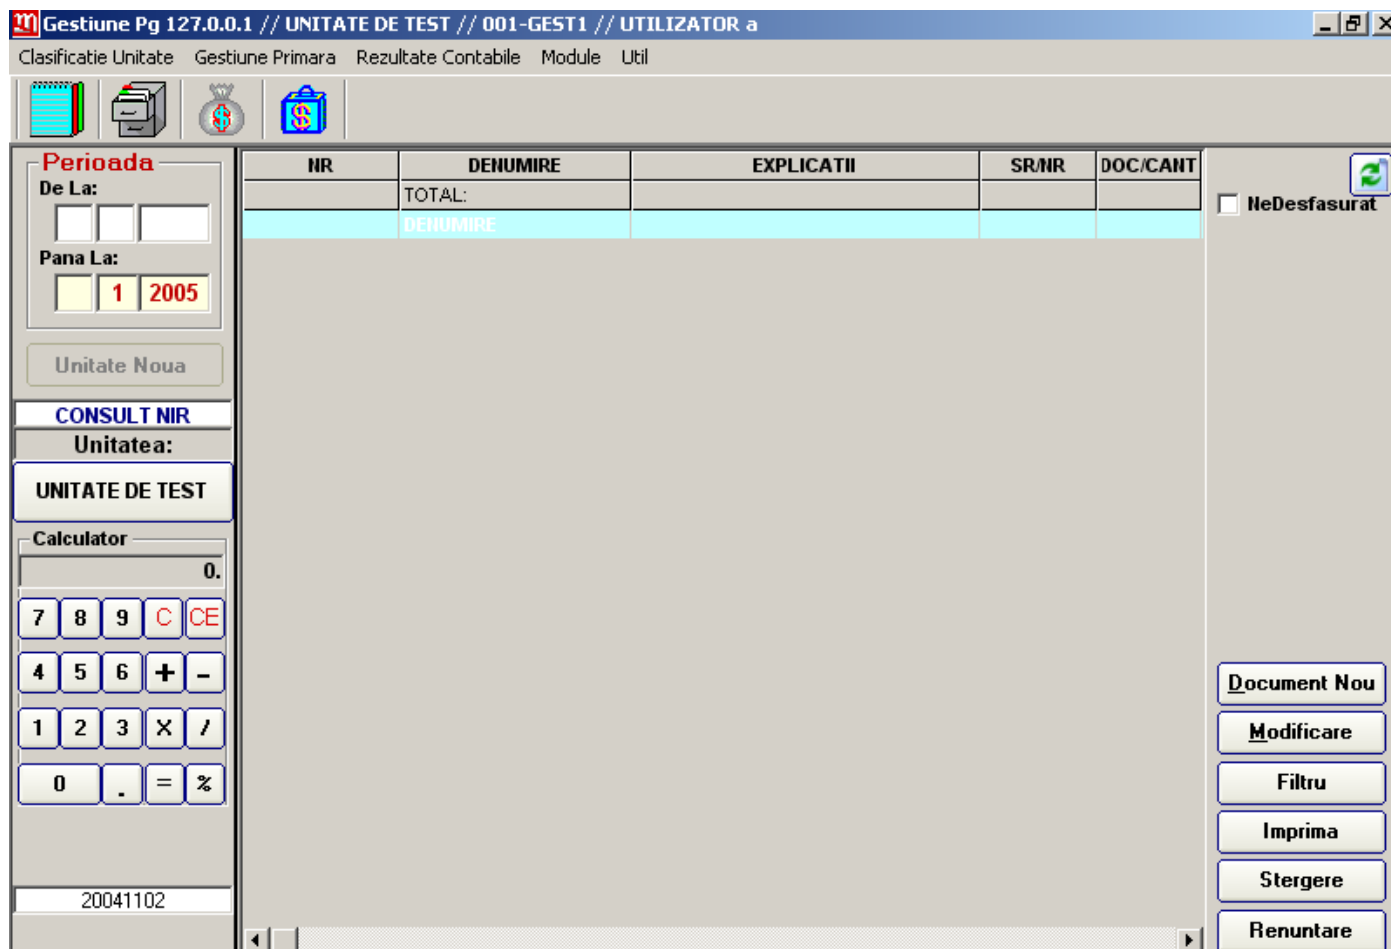 Gestiune Pg 127.0.0.1 // UNITATE DE TEST // 001-GEST1 // UTILIZATOR a
Clasificatie Unitate Gestiune Primara Rezultate Contabile Module Util
Perioada
De La:
Pana La:
1 2005
Unitate Noua
CONSULT NIR
Unitatea:
UNITATE DE TEST
Calculator
0.
7 8 9 C CE
4 5 6 + -
1 2 3 X /
0 . = %
20041102
NR DENUMIRE EXPLICATII SR/NR DOC/CANT
TOTAL:
DENUMIRE
NeDesfasurat
Document Nou
Modificare
Filtru
Imprima
Stergere
Renuntare